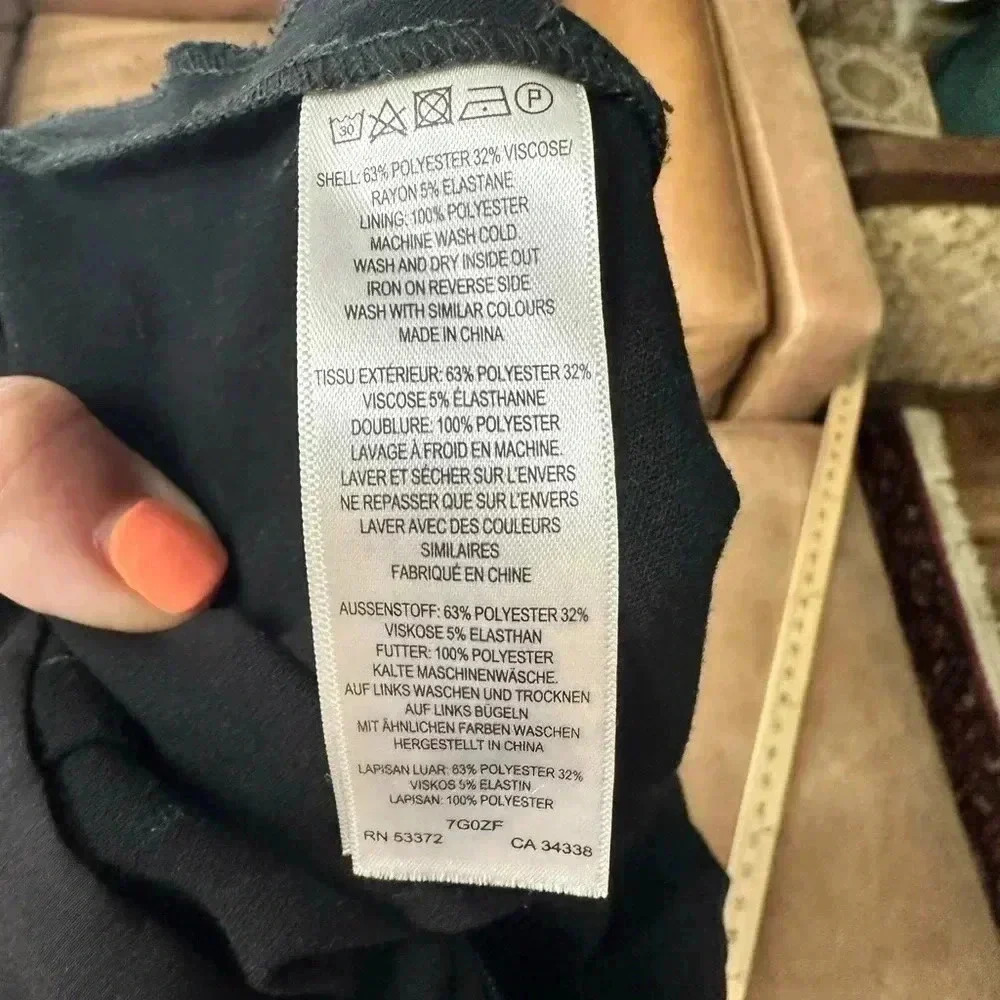 30
P
SHELL: 63% POLYESTER 32% VISCOSE/
RAYON 5% ELASTANE
LINING: 100% POLYESTER
MACHINE WASH COLD
WASH AND DRY INSIDE OUT
IRON ON REVERSE SIDE
WASH WITH SIMILAR COLOURS
MADE IN CHINA
TISSU EXTÉRIEUR: 63% POLYESTER 32%
VISCOSE 5% ÉLASTHANNE
DOUBLURE: 100% POLYESTER
LAVAGE À FROID EN MACHINE.
LAVER ET SÉCHER SUR L'ENVERS
NE REPASSER QUE SUR L'ENVERS
LAVER AVEC DES COULEURS
SIMILAIRES
FABRIQUÉ EN CHINE
AUSSENSTOFF: 63% POLYESTER 32%
VISKOSE 5% ELASTHAN
FUTTER: 100% POLYESTER
KALTE MASCHINENWÄSCHE.
AUF LINKS WASCHEN UND TROCKNEN
AUF LINKS BÜGELN
MIT ÄHNLICHEN FARBEN WASCHEN
HERGESTELLT IN CHINA
LAPISAN LUAR: 63% POLYESTER 32%
VISKOS 5% ELASTIN
LAPISAN: 100% POLYESTER
7G0ZF
RN 53372 CA 34338